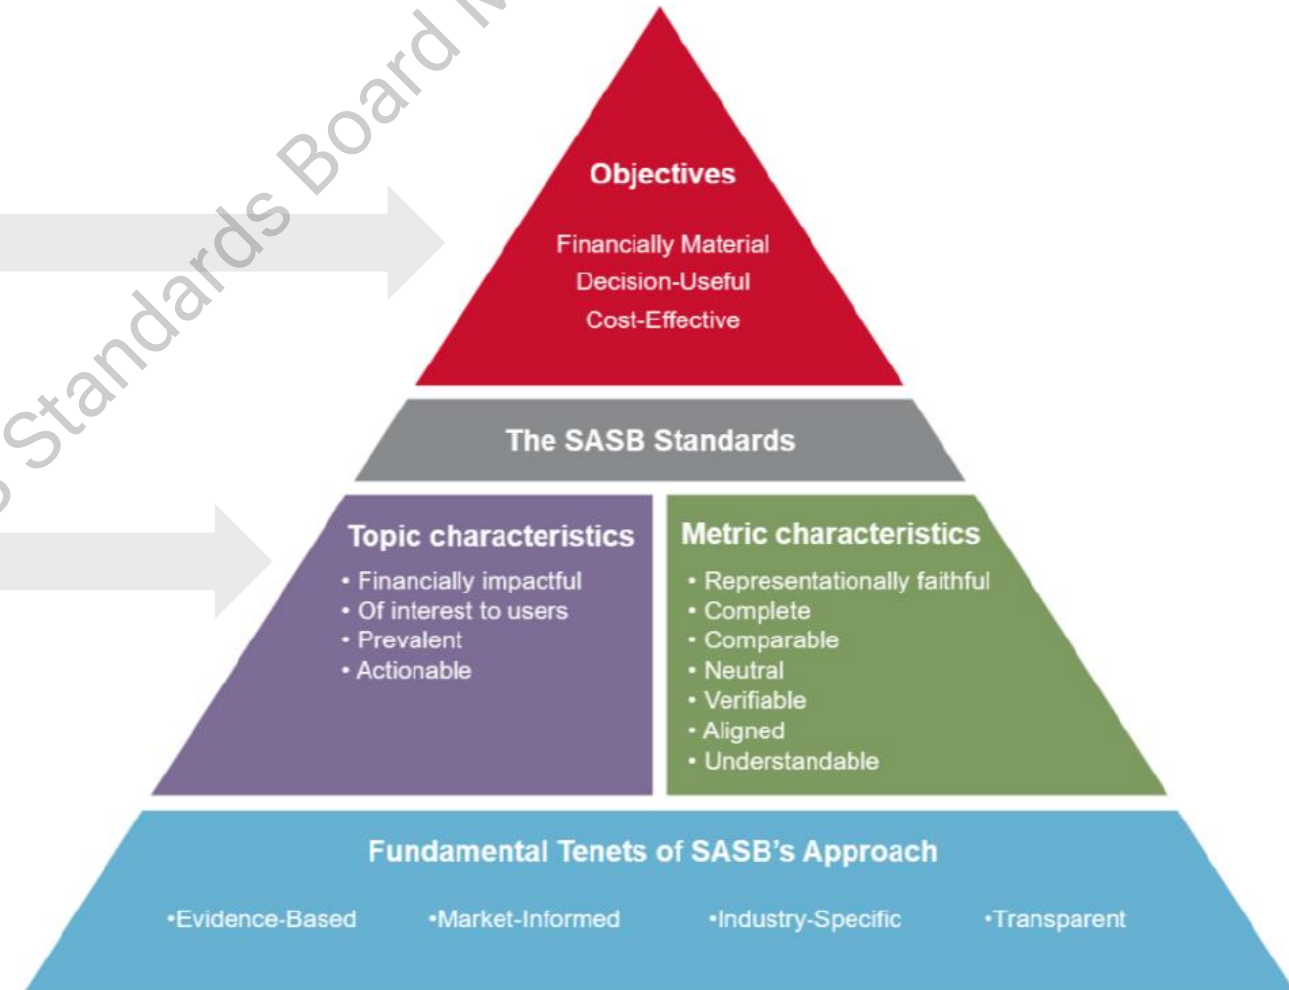 Standards Board
Objectives
Financially Material
Decision-Useful
Cost-Effective
The SASB Standards
Topic characteristics
• Financially impactful
• Of interest to users
• Prevalent
• Actionable
Metric characteristics
• Representationally faithful
• Complete
• Comparable
• Neutral
• Verifiable
• Aligned
• Understandable
Fundamental Tenets of SASB's Approach
•Evidence-Based •Market-Informed •Industry-Specific •Transparent